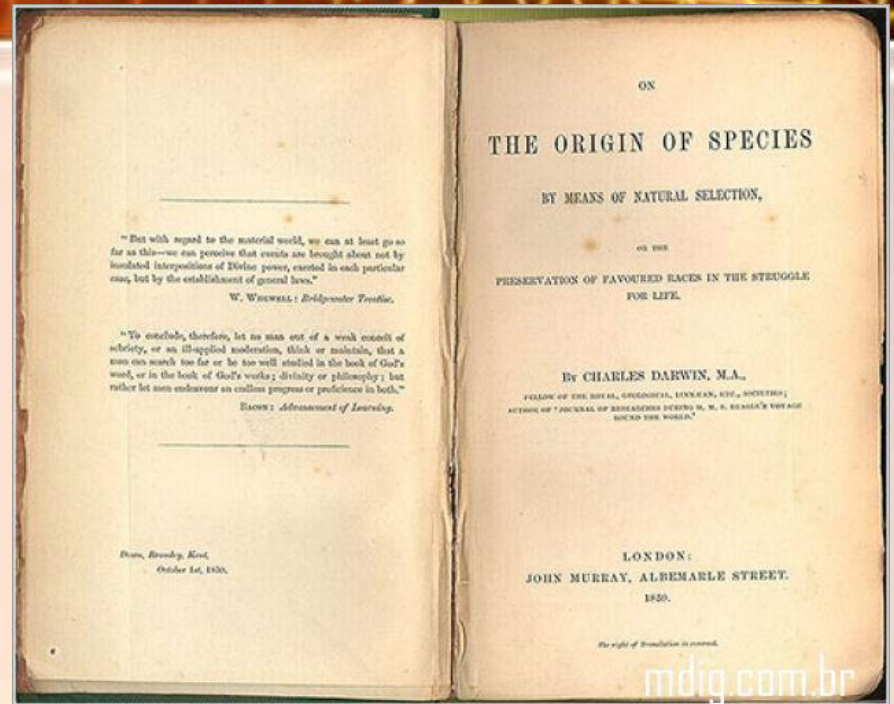 "But with regard to the material world, we can at least go so
far as this—we can perceive that events are brought about not by
insulated interpositions of Divine power, exerted in each particular
case, but by the establishment of general laws."
W. WHEWELL: Bridgewater Treatise.
"To conclude, therefore, let no man out of a weak conceit of
sobriety, or an ill-applied moderation, think or maintain, that a
man can search too far or be too well studied in the book of God's
word, or in the book of God's works; divinity or philosophy; but
rather let men endeavour an endless progress or proficience in both."
BACON: Advancement of Learning.
Down, Bromley, Kent,
October 1st, 1859.
ON
THE ORIGIN OF SPECIES
BY MEANS OF NATURAL SELECTION,
OR THE
PRESERVATION OF FAVOURED RACES IN THE STRUGGLE
FOR LIFE.
BY CHARLES DARWIN, M.A.,
FELLOW OF THE ROYAL, GEOLOGICAL, LINNÆAN, ETC., SOCIETIES;
AUTHOR OF 'JOURNAL OF RESEARCHES DURING H. M. S. BEAGLE'S VOYAGE
ROUND THE WORLD.'
LONDON:
JOHN MURRAY, ALBEMARLE STREET.
1859.
The right of Translation is reserved.
mdig.com.br